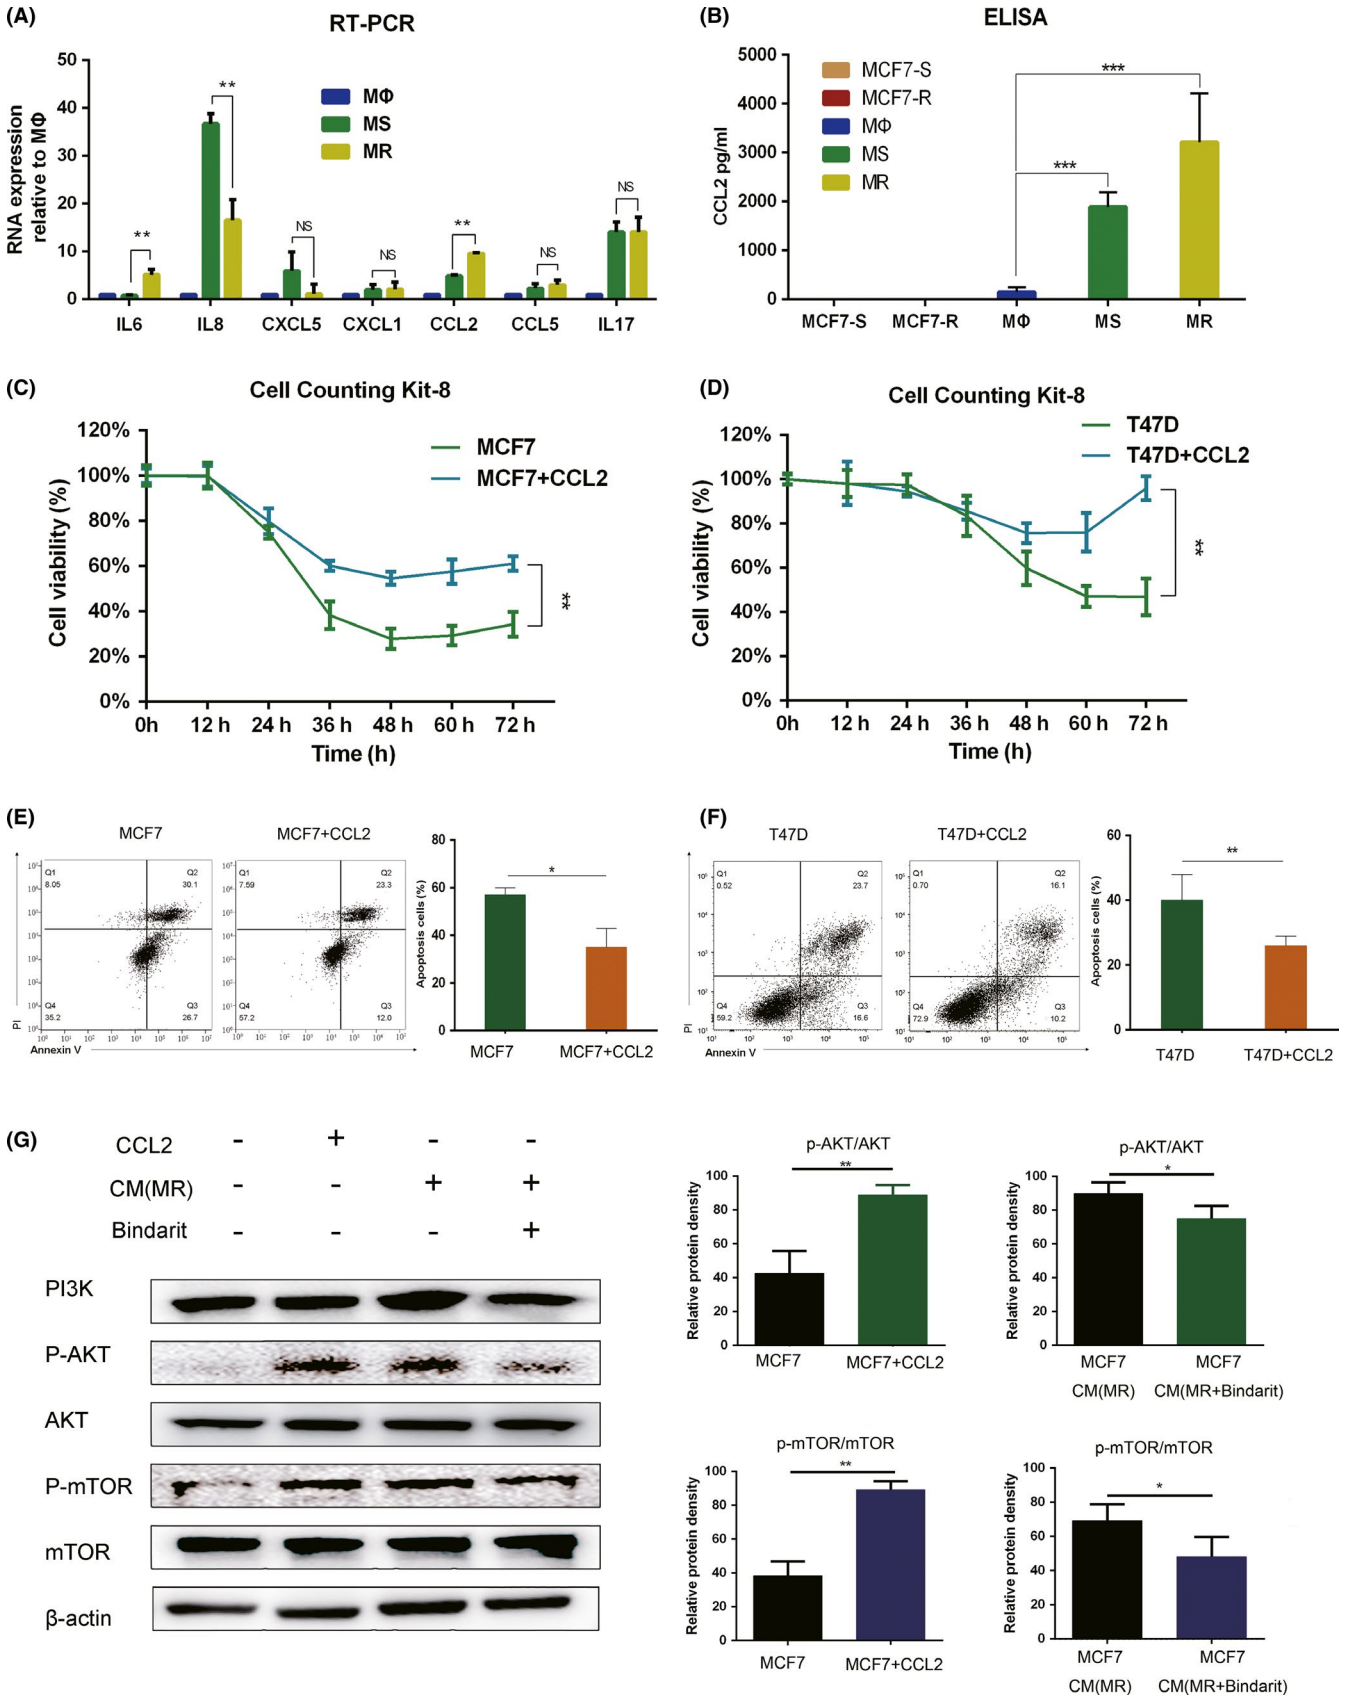 (A)
RT-PCR
RNA expression
relative to MΦ
50
40
30
20
10
0
MΦ
MS
MR
**
**
NS
NS
**
NS
NS
IL6 IL8 CXCL5 CXCL1 CCL2 CCL5 IL17
(B)
ELISA
CCL2 pg/ml
5000
4000
3000
2000
1000
0
MCF7-S
MCF7-R
MΦ
MS
MR
***
***
MCF7-S MCF7-R MΦ MS MR
(C)
Cell Counting Kit-8
Cell viability (%)
120%
100%
80%
60%
40%
20%
0%
MCF7
MCF7+CCL2
**
0h 12 h 24 h 36 h 48 h 60 h 72 h
Time (h)
(D)
Cell Counting Kit-8
Cell viability (%)
120%
100%
80%
60%
40%
20%
0%
T47D
T47D+CCL2
**
0h 12 h 24 h 36 h 48 h 60 h 72 h
Time (h)
(E)
MCF7
Q1
8.05
Q2
30.1
Q4
35.2
Q3
26.7
MCF7+CCL2
Q1
7.59
Q2
23.3
Q4
57.2
Q3
12.0
PI
Annexin V
Apoptosis cells (%)
80
60
40
20
0
*
MCF7 MCF7+CCL2
(F)
T47D
Q1
0.52
Q2
23.7
Q4
59.2
Q3
16.6
T47D+CCL2
Q1
0.70
Q2
16.1
Q4
72.9
Q3
10.2
PI
Annexin V
Apoptosis cells (%)
60
40
20
0
**
T47D T47D+CCL2
(G)
CCL2 - + - -
CM(MR) - - + +
Bindarit - - - +
PI3K
P-AKT
AKT
P-mTOR
mTOR
β-actin
p-AKT/AKT
Relative protein density
100
80
60
40
20
0
**
MCF7 MCF7+CCL2
p-AKT/AKT
Relative protein density
100
80
60
40
20
0
*
MCF7 MCF7
CM(MR) CM(MR+Bindarit)
p-mTOR/mTOR
Relative protein density
100
80
60
40
20
0
**
MCF7 MCF7+CCL2
p-mTOR/mTOR
Relative protein density
100
80
60
40
20
0
*
MCF7 MCF7
CM(MR) CM(MR+Bindarit)